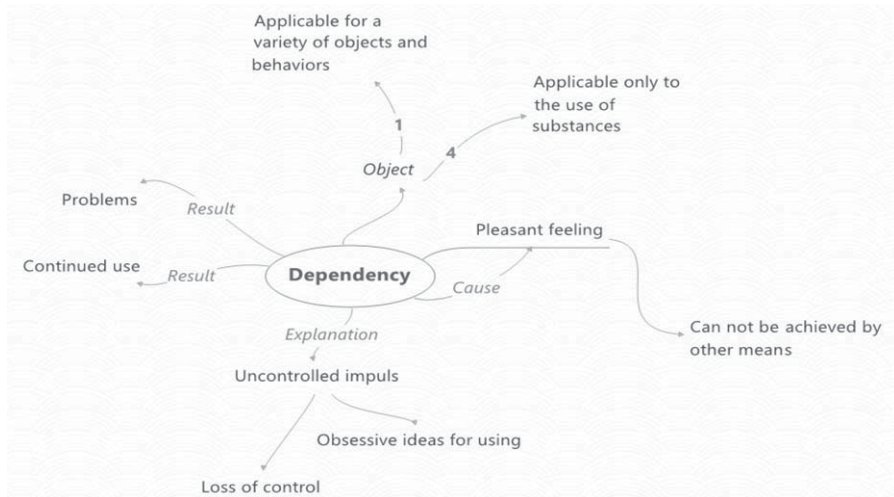 Applicable for a
variety of objects and
behaviors
Applicable only to
the use of
substances
1
4
Object
Problems
Result
Pleasant feeling
Continued use
Result
Dependency
Cause
Explanation
Can not be achieved by
other means
Uncontrolled impuls
Obsessive ideas for using
Loss of control